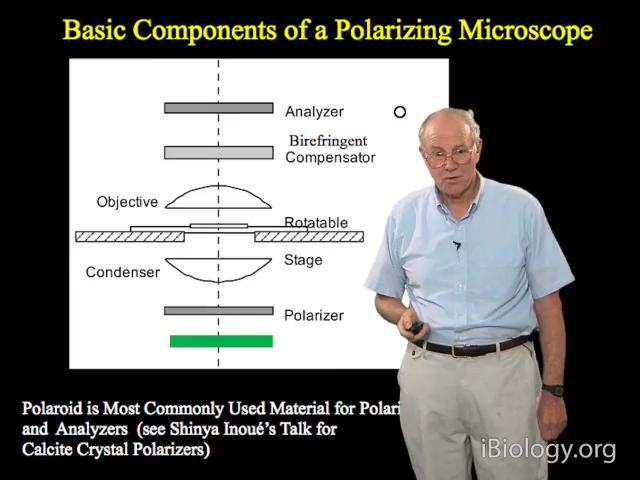 Basic Components of a Polarizing Microscope
Analyzer
Birefringent
Compensator
Objective
Rotatable
Condenser
Stage
Polarizer
Polaroid is Most Commonly Used Material for
and Analyzers (see Shinya Inoué's Talk for
Calcite Crystal Polarizers)
iBiology.org